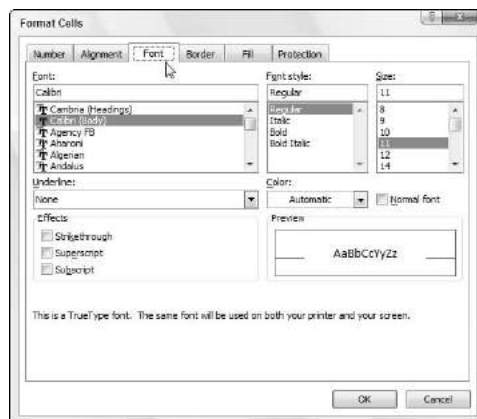 Format Cells
Number Alignment Font Border Fill Protection
Font: Font style: Size:
Calibri Regular 11
Cambria (Headings) Regular 8
Calibri (Body) Italic 9
Agency FB Bold 10
Aharoni Bold Italic 11
Algerian 12
Andalus 14
Underline: Color:
None Automatic Normal font
Effects Preview
Strikethrough
Superscript AaBbCcYyZz
Subscript
This is a TrueType font. The same font will be used on both your printer and your screen.
OK Cancel